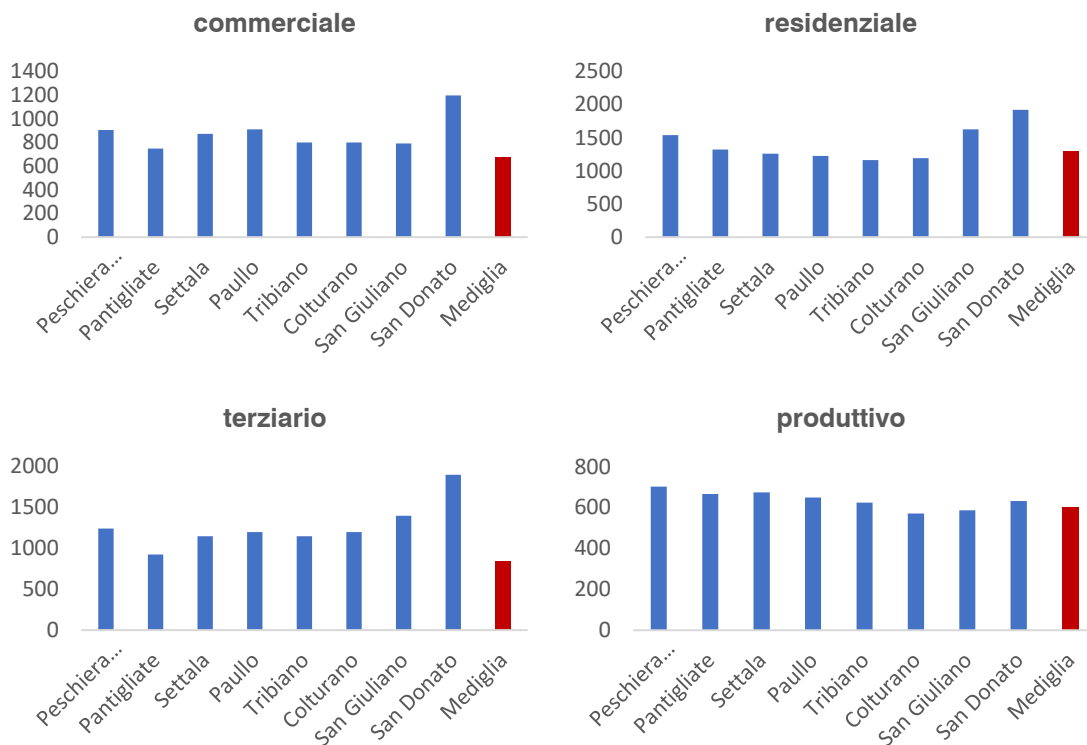 commerciale
1400
1200
1000
800
600
400
200
0
Peschiera...
Pantigliate
Settala
Paullo
Tribiano
Colturano
San Giuliano
San Donato
Mediglia
residenziale
2500
2000
1500
1000
500
0
Peschiera...
Pantigliate
Settala
Paullo
Tribiano
Colturano
San Giuliano
San Donato
Mediglia
terziario
2000
1500
1000
500
0
Peschiera...
Pantigliate
Settala
Paullo
Tribiano
Colturano
San Giuliano
San Donato
Mediglia
produttivo
800
600
400
200
0
Peschiera...
Pantigliate
Settala
Paullo
Tribiano
Colturano
San Giuliano
San Donato
Mediglia